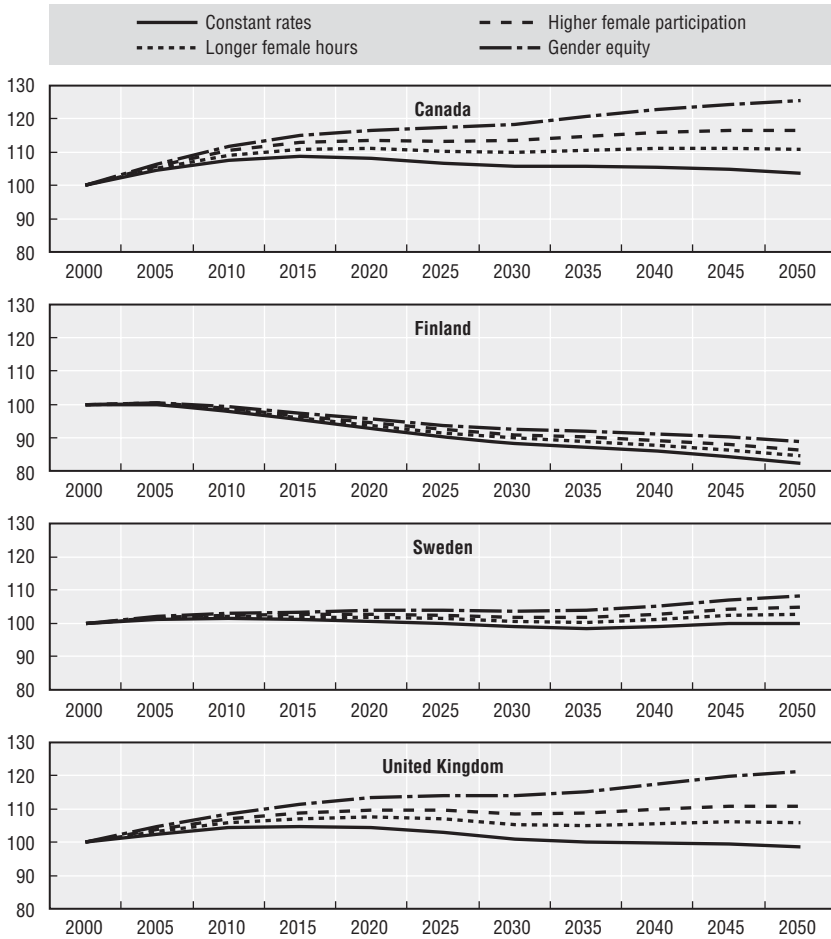 Constant rates Higher female participation
Longer female hours Gender equity
130
Canada
120
110
100
90
80
2000 2005 2010 2015 2020 2025 2030 2035 2040 2045 2050
130
Finland
120
110
100
90
80
2000 2005 2010 2015 2020 2025 2030 2035 2040 2045 2050
130
Sweden
120
110
100
90
80
2000 2005 2010 2015 2020 2025 2030 2035 2040 2045 2050
130
United Kingdom
120
110
100
90
80
2000 2005 2010 2015 2020 2025 2030 2035 2040 2045 2050